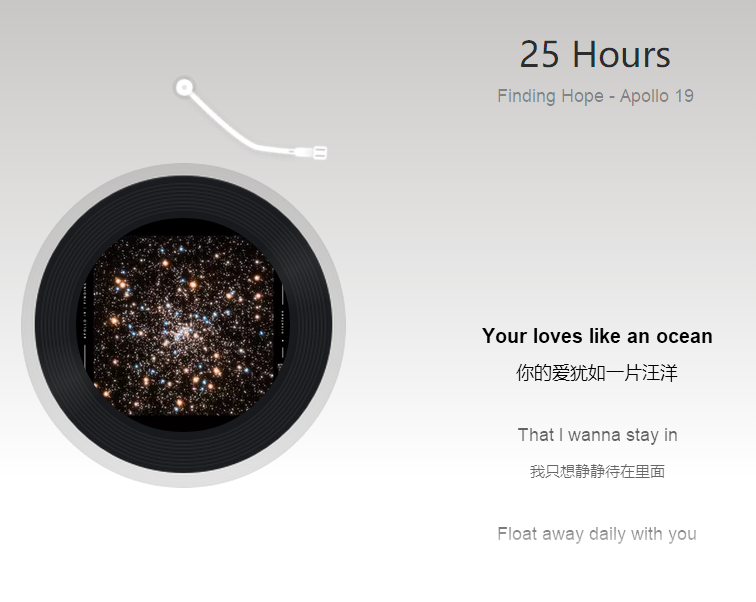 25 Hours
Finding Hope - Apollo 19
Your loves like an ocean
你的爱犹如一片汪洋
That I wanna stay in
我只想静静待在里面
Float away daily with you